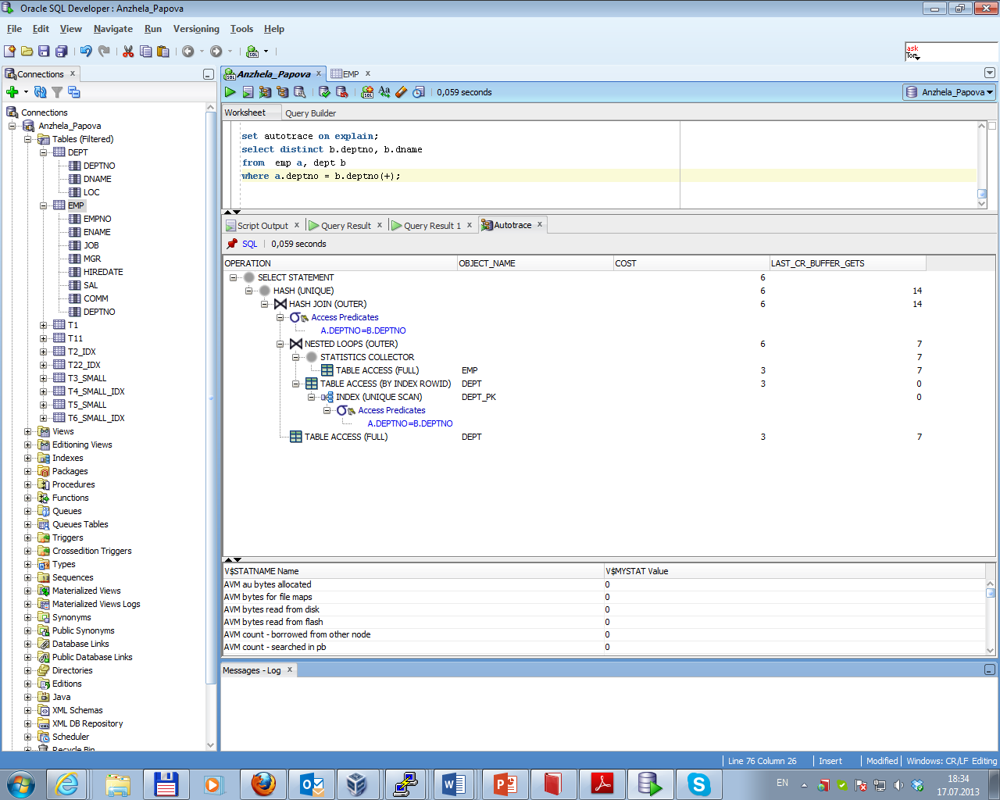 Oracle SQL Developer : Anzhela_Papova
File Edit View Navigate Run Versioning Tools Help
ask
Tom
Connections x
Connections
Anzhela_Papova
Tables (Filtered)
DEPT
DEPTNO
DNAME
LOC
EMP
EMPNO
ENAME
JOB
MGR
HIREDATE
SAL
COMM
DEPTNO
T1
T11
T2_IDX
T22_IDX
T3_SMALL
T4_SMALL_IDX
T5_SMALL
T6_SMALL_IDX
Views
Editioning Views
Indexes
Packages
Procedures
Functions
Queues
Queues Tables
Triggers
Crossedition Triggers
Types
Sequences
Materialized Views
Materialized Views Logs
Synonyms
Public Synonyms
Database Links
Public Database Links
Directories
Editions
Java
XML Schemas
XML DB Repository
Scheduler
Recycle Bin
Anzhela_Papova x EMP x
0,059 seconds
Anzhela_Papova
Worksheet Query Builder
set autotrace on explain;
select distinct b.deptno, b.dname
from  emp a, dept b
where a.deptno = b.deptno(+);
Script Output x Query Result x Query Result 1 x Autotrace x
SQL | 0,059 seconds
OPERATION OBJECT_NAME COST LAST_CR_BUFFER_GETS
SELECT STATEMENT 6
HASH (UNIQUE) 6 14
HASH JOIN (OUTER) 6 14
Access Predicates
A.DEPTNO=B.DEPTNO
NESTED LOOPS (OUTER) 6 7
STATISTICS COLLECTOR 7
TABLE ACCESS (FULL) EMP 3 7
TABLE ACCESS (BY INDEX ROWID) DEPT 3 0
INDEX (UNIQUE SCAN) DEPT_PK 0
Access Predicates
A.DEPTNO=B.DEPTNO
TABLE ACCESS (FULL) DEPT 3 7
V$STATNAME Name V$MYSTAT Value
AVM au bytes allocated 0
AVM bytes for file maps 0
AVM bytes read from disk 0
AVM bytes read from flash 0
AVM count - borrowed from other node 0
AVM count - searched in pb 0
Messages - Log x
Line 76 Column 26 | Insert | Modified | Windows: CR/LF Editing
EN
18:34
17.07.2013